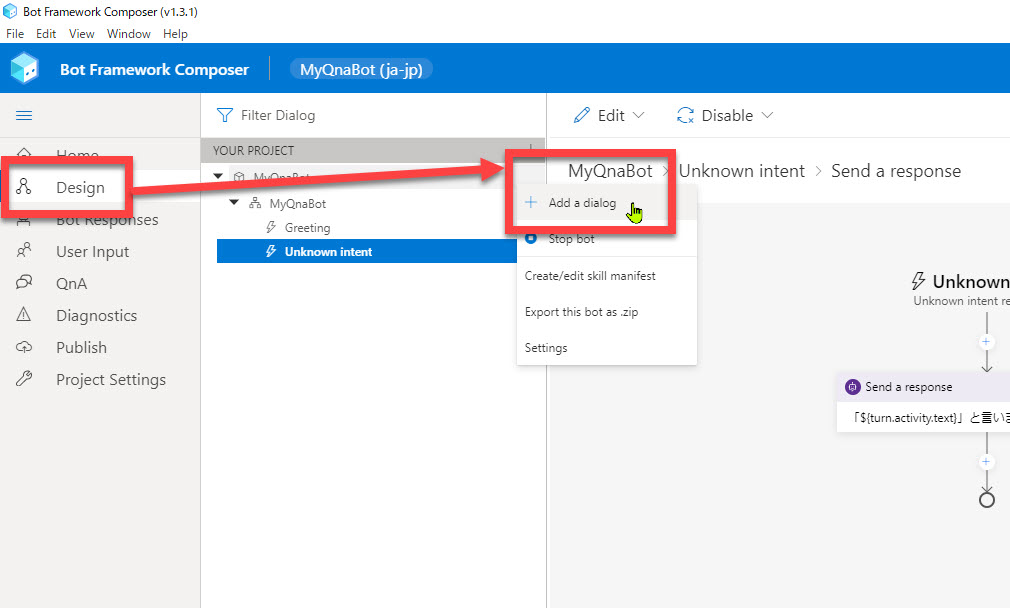 Bot Framework Composer (v1.3.1)
File Edit View Window Help
Bot Framework Composer
MyQnaBot (ja-jp)
Filter Dialog
Edit
Disable
YOUR PROJECT
Home
Design
Bot Responses
User Input
QnA
Diagnostics
Publish
Project Settings
MyQnaBot
MyQnaBot
Greeting
Unknown intent
MyQnaBot > Unknown intent > Send a response
Add a dialog
Stop bot
Create/edit skill manifest
Export this bot as .zip
Settings
Unknown
Unknown intent re
Send a response
「${turn.activity.text}」と言いま